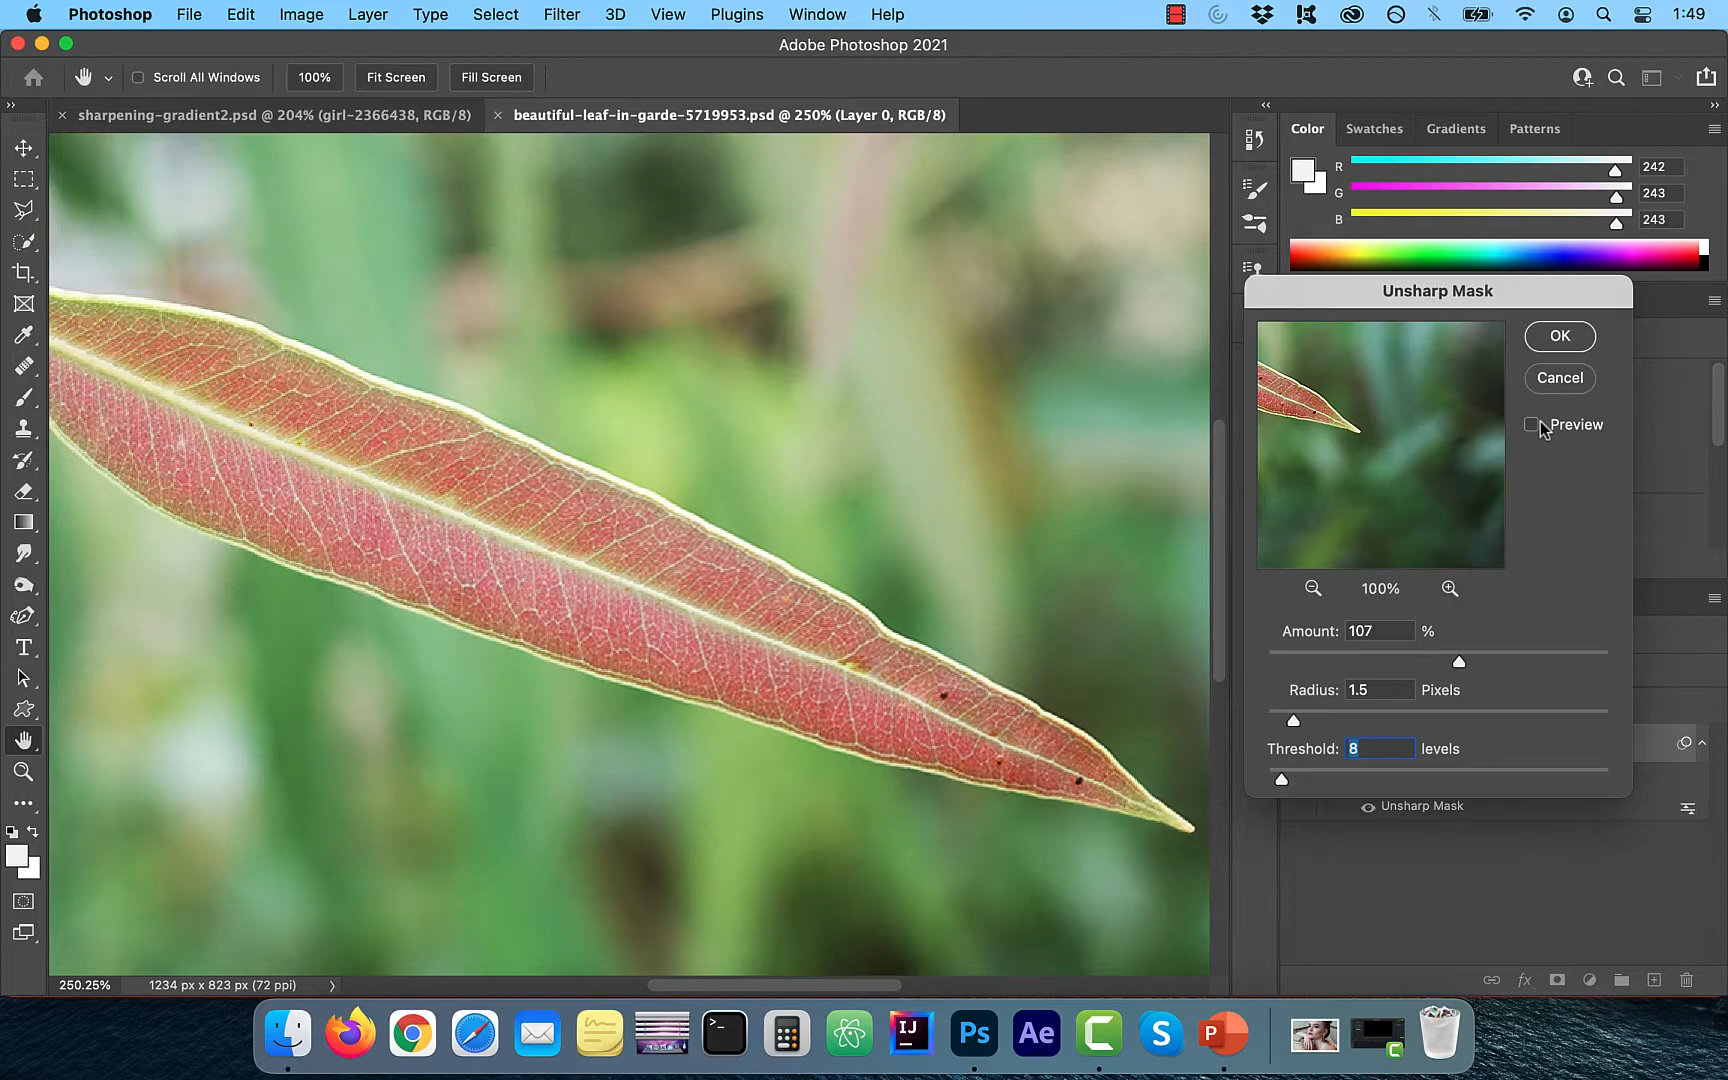 Photoshop File Edit Image Layer Type Select Filter 3D View Plugins Window Help 1:49
Adobe Photoshop 2021
Scroll All Windows 100% Fit Screen Fill Screen
sharpening-gradient2.psd @ 204% (girl-2366438, RGB/8) beautiful-leaf-in-garde-5719953.psd @ 250% (Layer 0, RGB/8)
Color Swatches Gradients Patterns
R 242
G 243
B 243
Unsharp Mask
OK
Cancel
Preview
100%
Amount: 107 %
Radius: 1.5 Pixels
Threshold: 8 levels
Unsharp Mask
fx
250.25% 1234 px x 823 px (72 ppi)
IJ Ps Ae C S P C